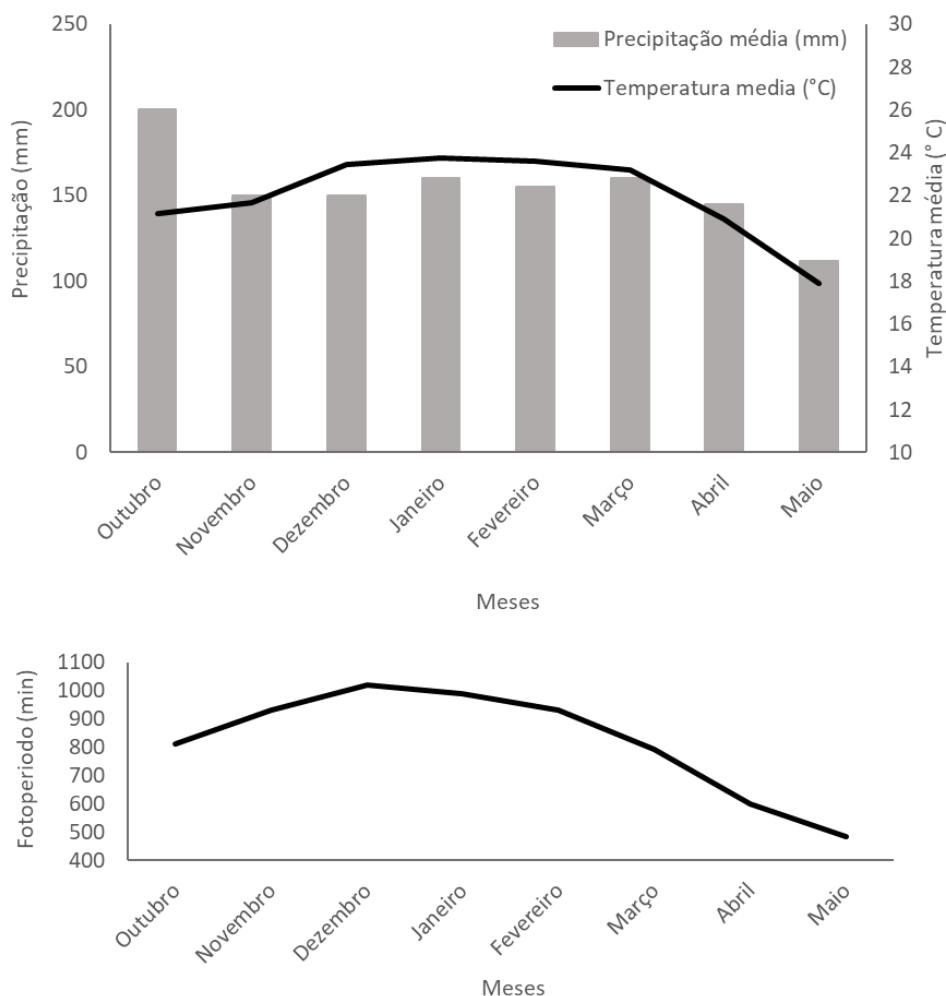 250
200
150
100
50
0
Precipitação (mm)
Precipitação média (mm)
Temperatura media (°C)
30
28
26
24
22
20
18
16
14
12
10
Temperatura média (° C)
Outubro
Novembro
Dezembro
Janeiro
Fevereiro
Março
Abril
Maio
Meses
1100
1000
900
800
700
600
500
400
Fotoperiodo (min)
Outubro
Novembro
Dezembro
Janeiro
Fevereiro
Março
Abril
Maio
Meses